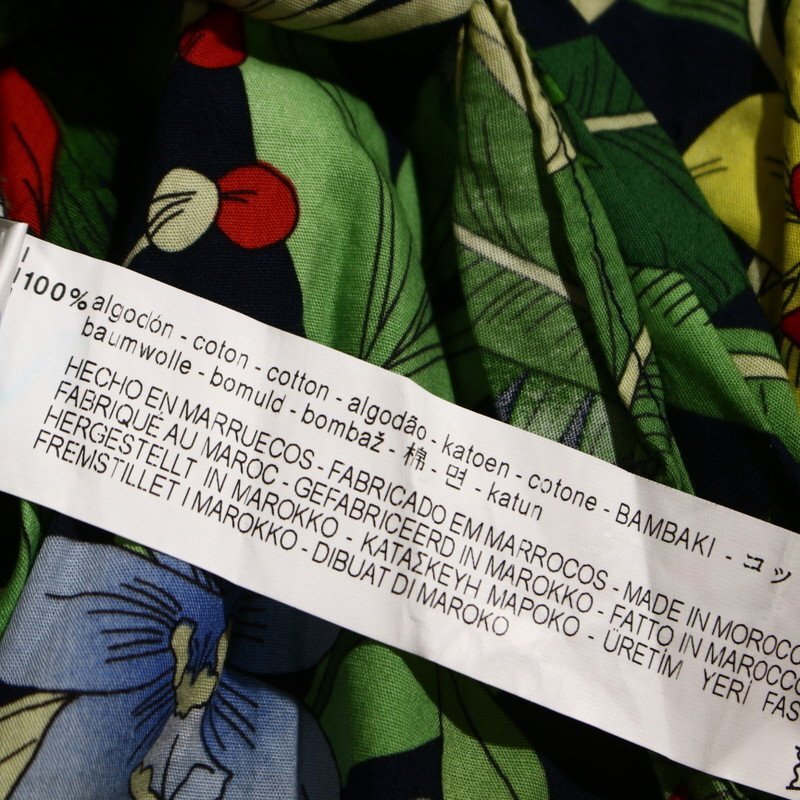 100% algodón - coton - cotton - algodão - katoen - cotone - BAMBAKI - コッ
baumwolle - bomuld - bombaž - 棉 - 면 - katun
HECHO EN MARRUECOS - FABRICADO EM MARROCOS - MADE IN MOROCC
FABRIQUÉ AU MAROC - GEFABRICEERD IN MAROKKO - FATTO IN MAROCCO
HERGESTELLT IN MAROKKO - ΚΑΤΑΣΚΕΥΗ ΜΑΡΟΚΟ - ÜRETİM YERİ FAS
FREMSTILLET I MAROKKO - DIBUAT DI MAROKO